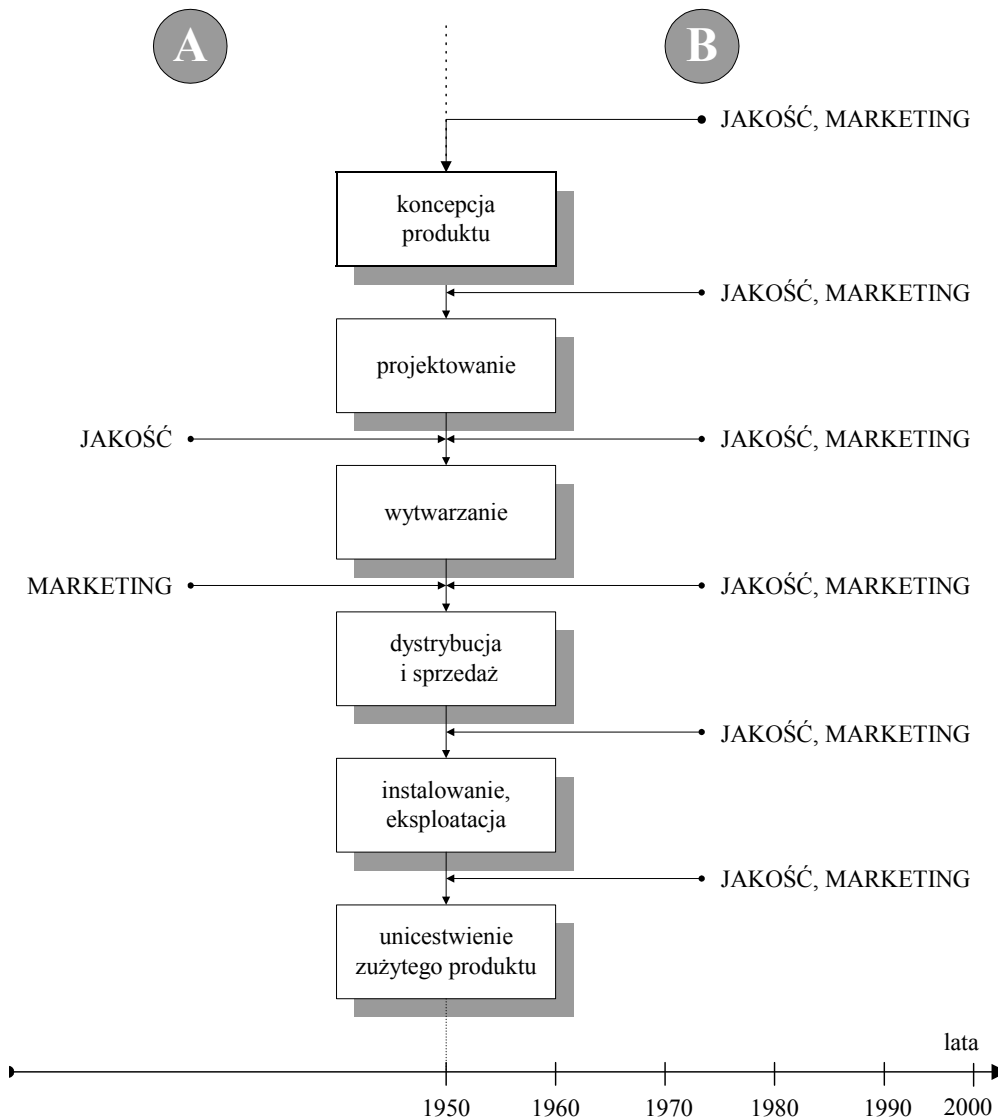 A
B
JAKOŚĆ, MARKETING
koncepcja
produktu
JAKOŚĆ, MARKETING
projektowanie
JAKOŚĆ
JAKOŚĆ, MARKETING
wytwarzanie
MARKETING
JAKOŚĆ, MARKETING
dystrybucja
i sprzedaż
JAKOŚĆ, MARKETING
instalowanie,
eksploatacja
JAKOŚĆ, MARKETING
unicestwienie
zużytego produktu
lata
1950 1960 1970 1980 1990 2000